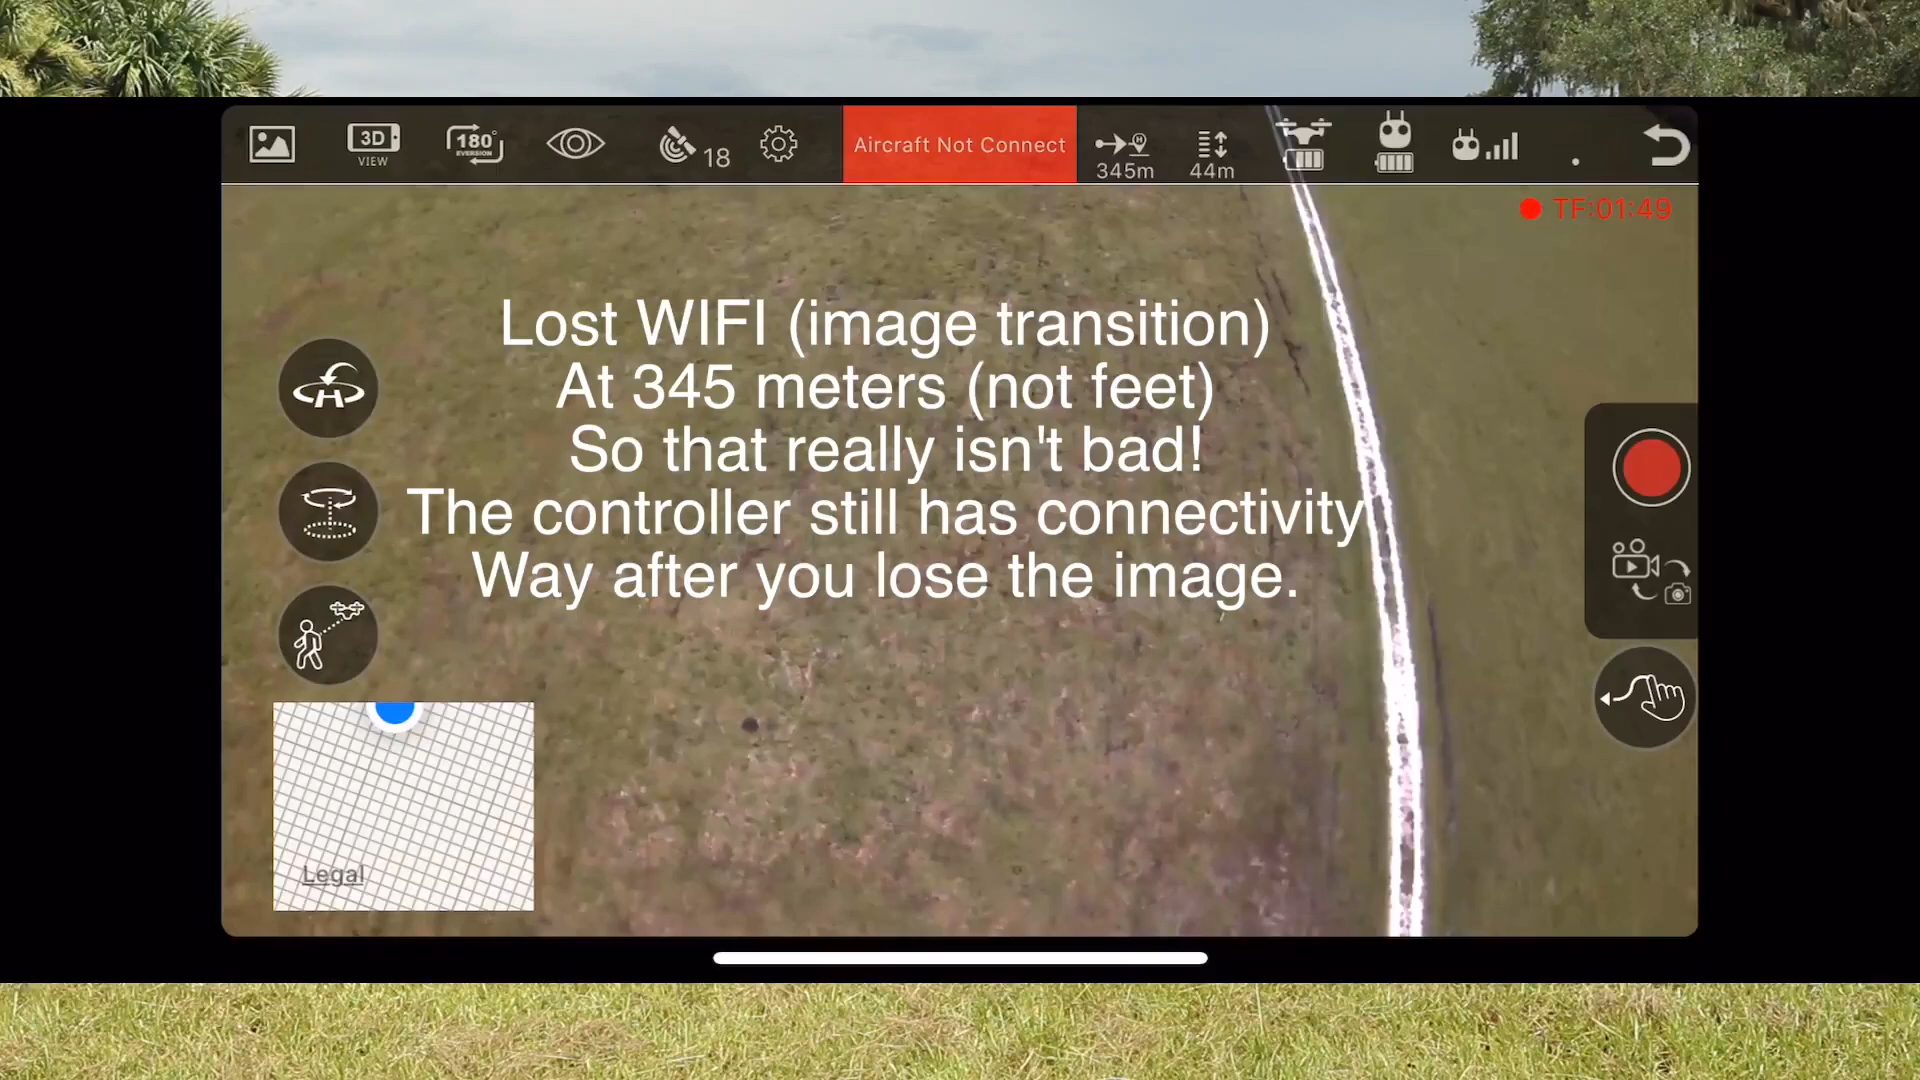 3D
VIEW
180°
EVERSION
18
Aircraft Not Connect
345m
44m
TF:01:49
Lost WIFI (image transition)
At 345 meters (not feet)
So that really isn't bad!
The controller still has connectivity
Way after you lose the image.
H
Legal